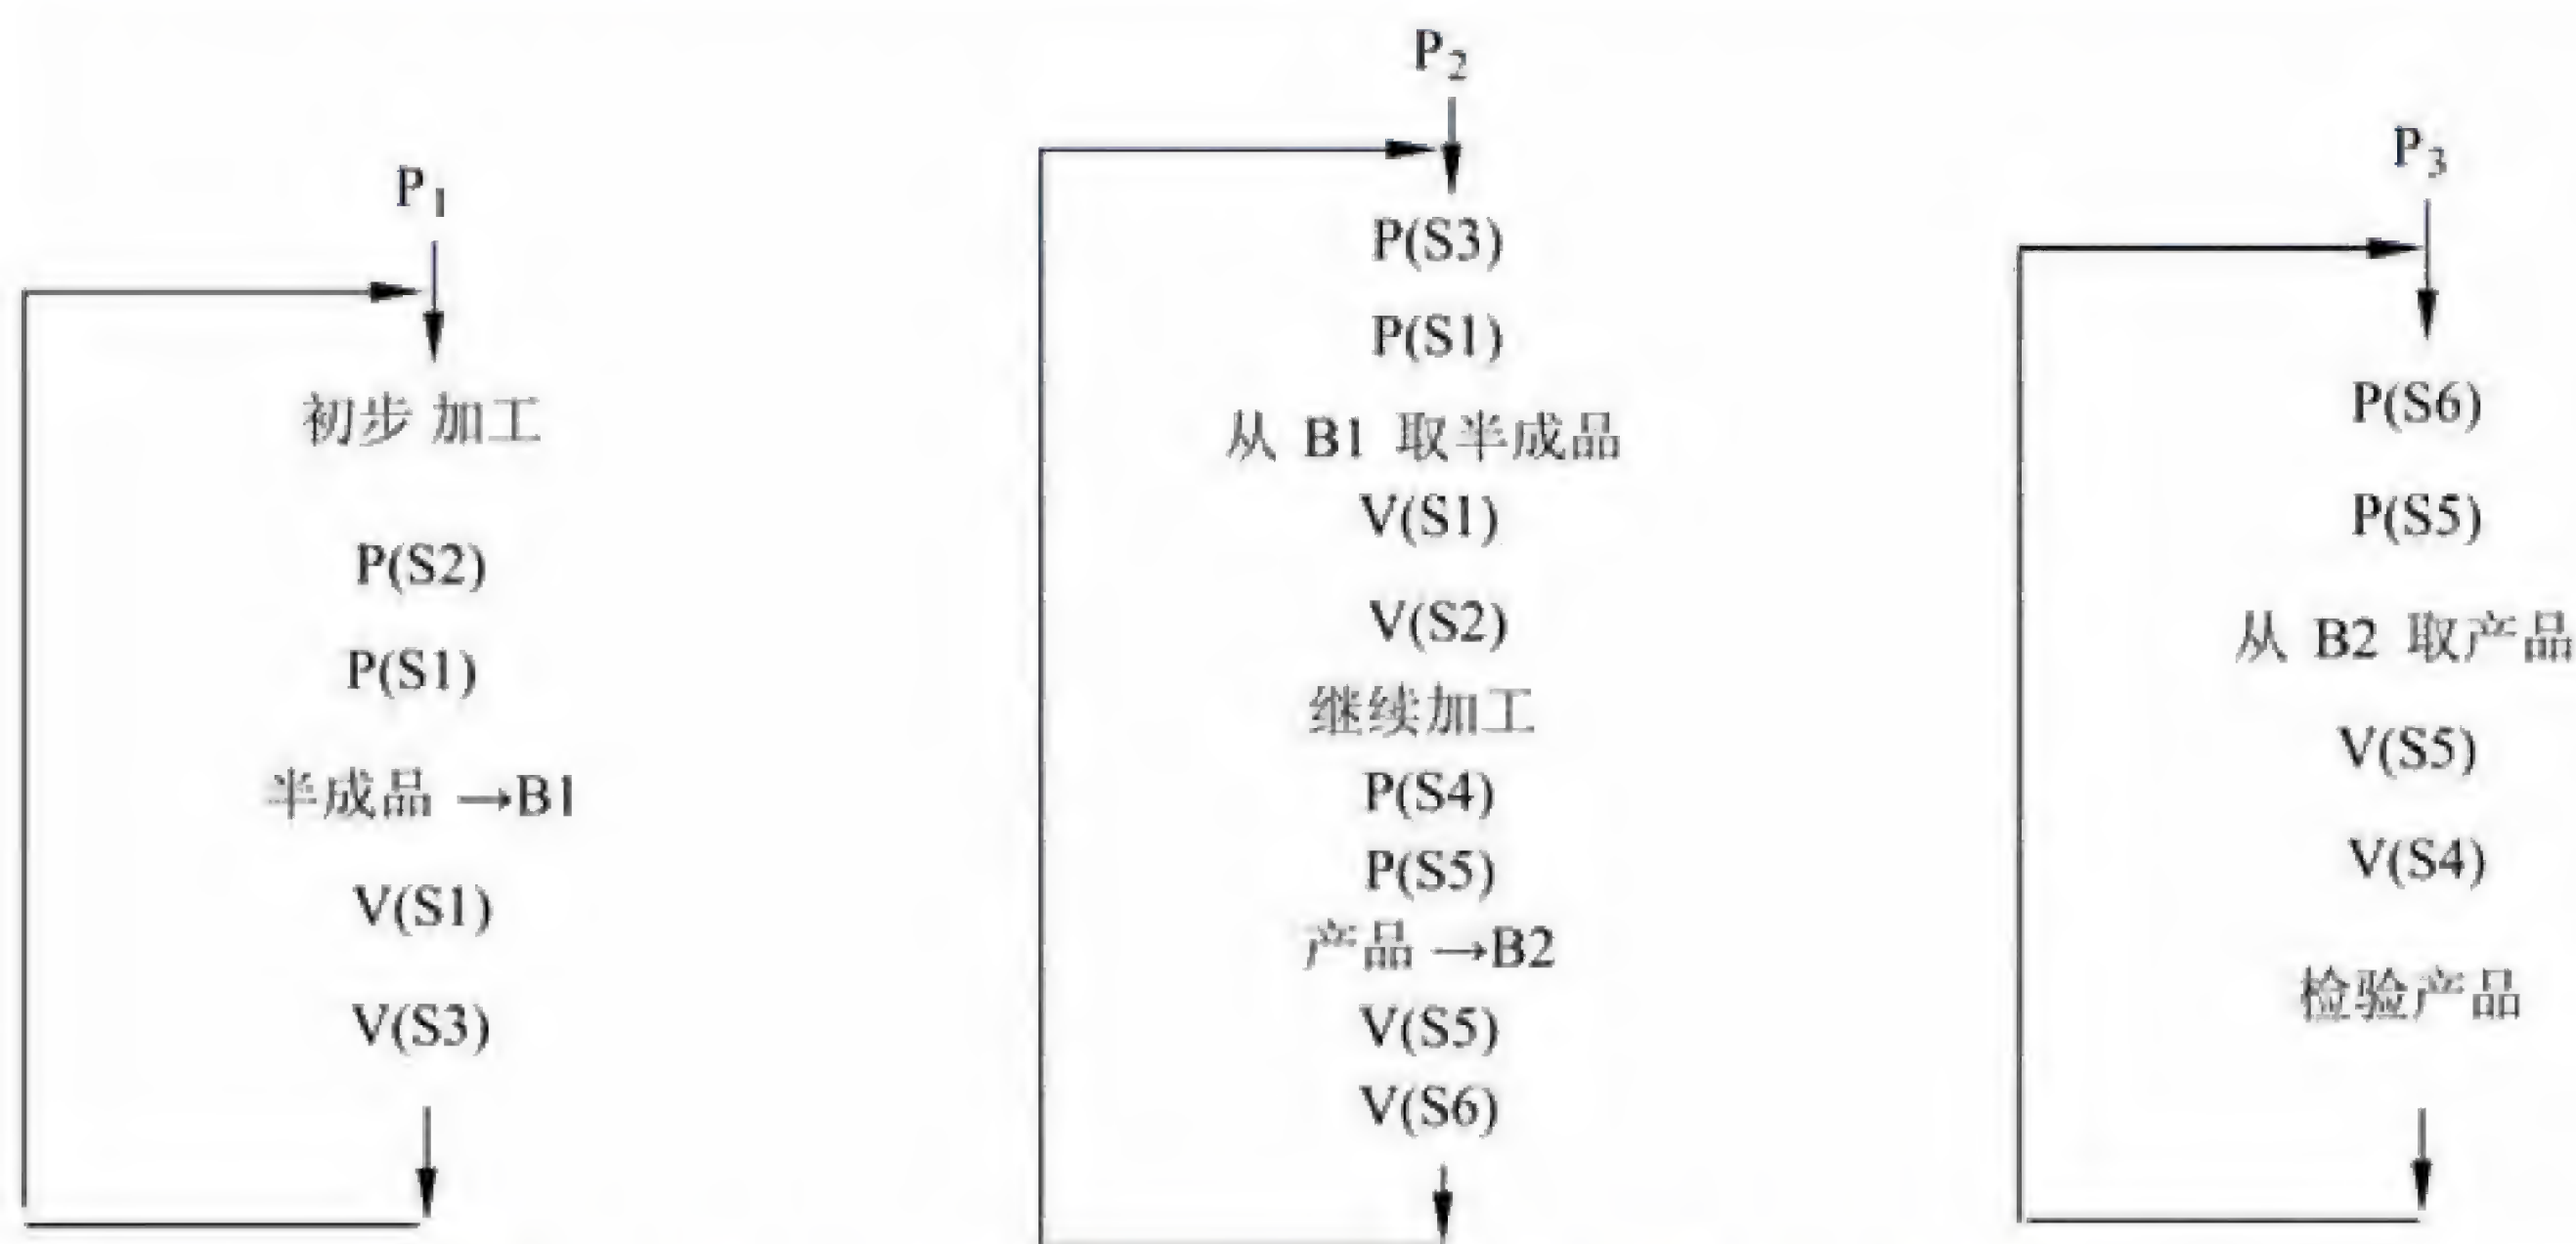 P1
初步 加工
P(S2)
P(S1)
半成品 →B1
V(S1)
V(S3)
P2
P(S3)
P(S1)
从 B1 取半成品
V(S1)
V(S2)
继续加工
P(S4)
P(S5)
产品 →B2
V(S5)
V(S6)
P3
P(S6)
P(S5)
从 B2 取产品
V(S5)
V(S4)
检验产品